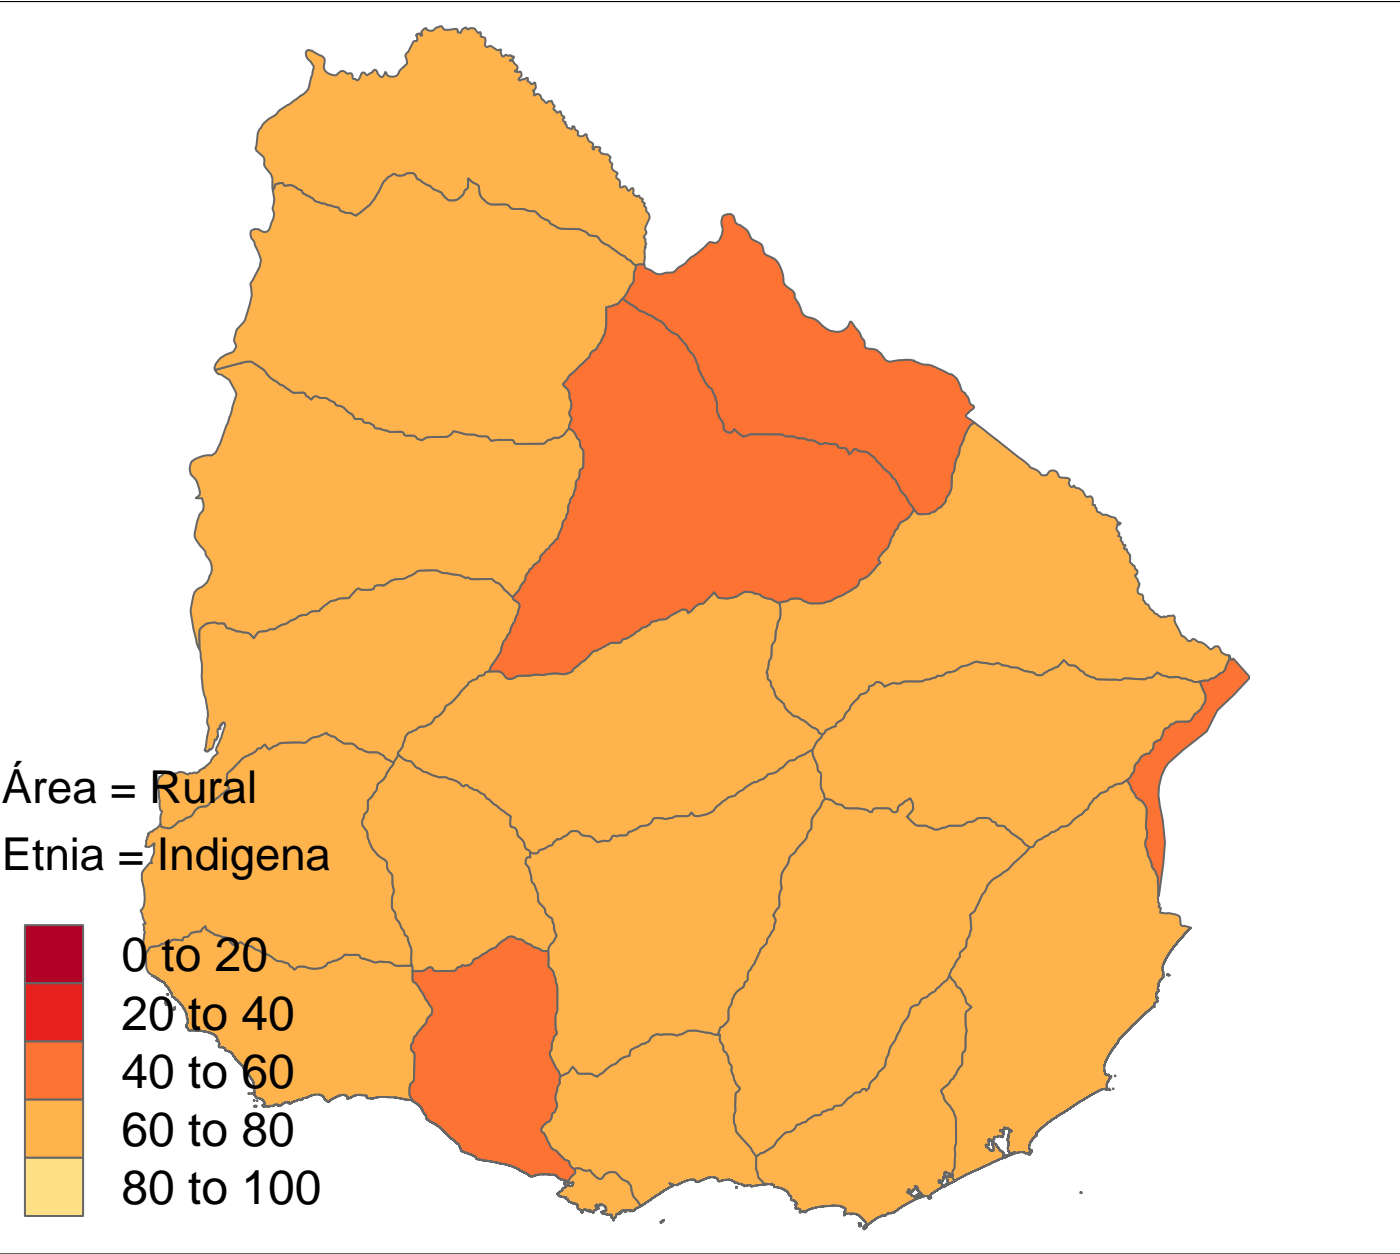 Área = Rural
Etnia = Indigena
0 to 20
20 to 40
40 to 60
60 to 80
80 to 100